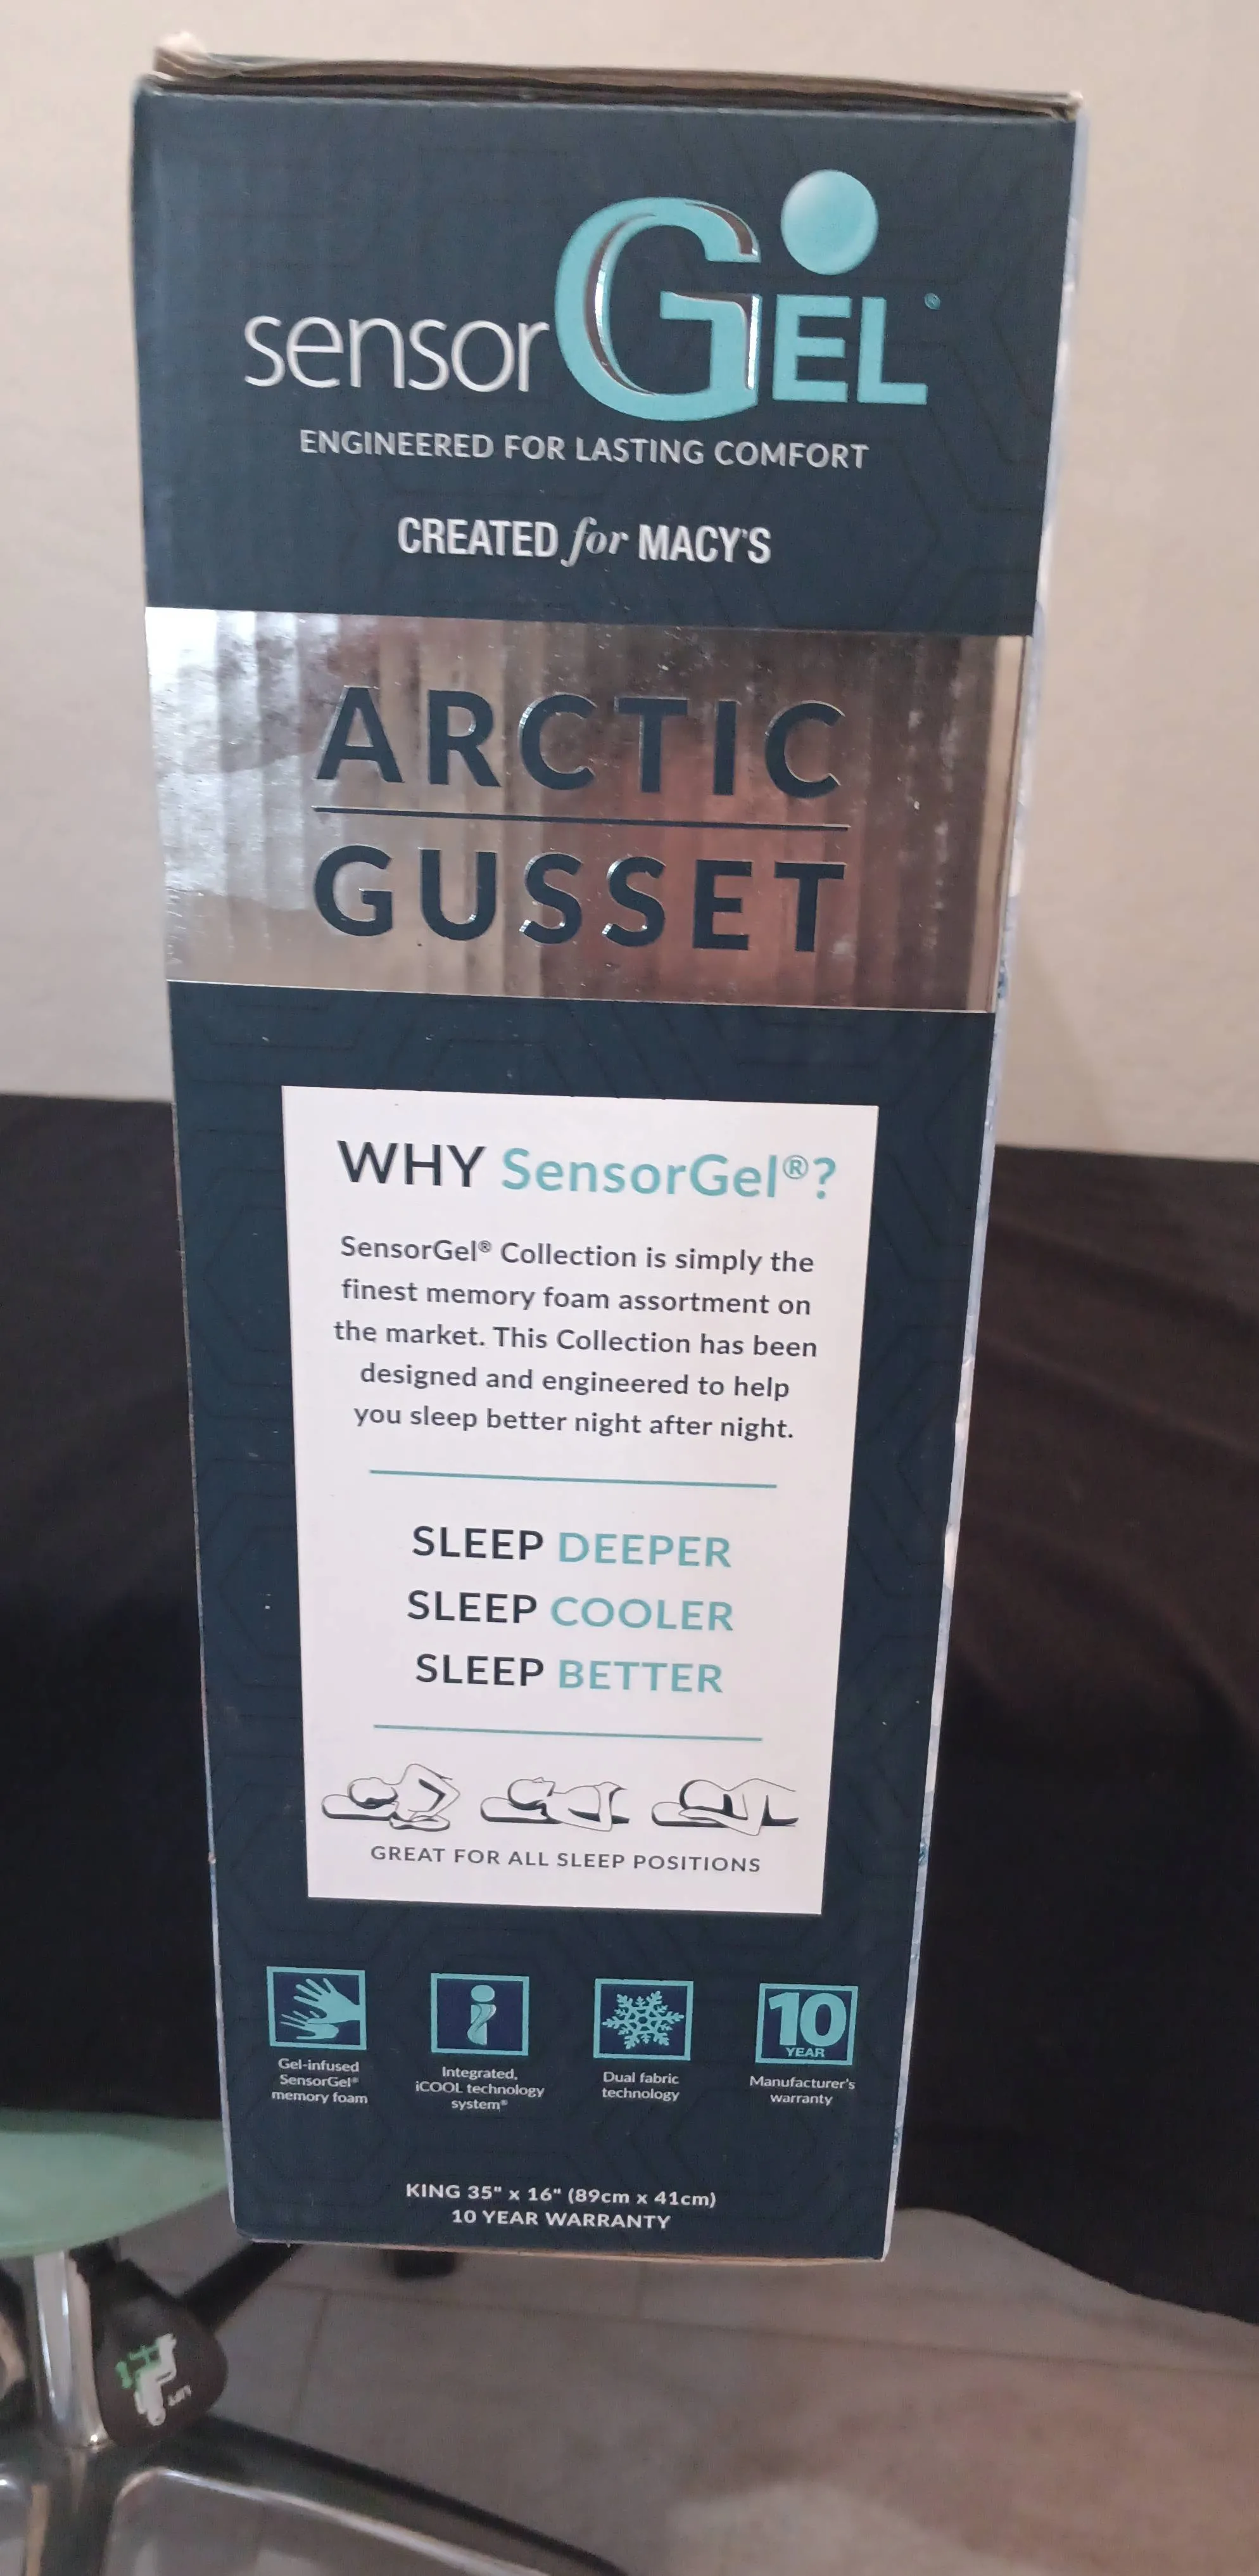 sensorGEL®
ENGINEERED FOR LASTING COMFORT
CREATED for MACY'S
ARCTIC
GUSSET
WHY SensorGel®?
SensorGel® Collection is simply the
finest memory foam assortment on
the market. This Collection has been
designed and engineered to help
you sleep better night after night.
SLEEP DEEPER
SLEEP COOLER
SLEEP BETTER
GREAT FOR ALL SLEEP POSITIONS
10
YEAR
Gel-infused
SensorGel®
memory foam
Integrated,
iCOOL technology
system®
Dual fabric
technology
Manufacturer's
warranty
KING 35" x 16" (89cm x 41cm)
10 YEAR WARRANTY